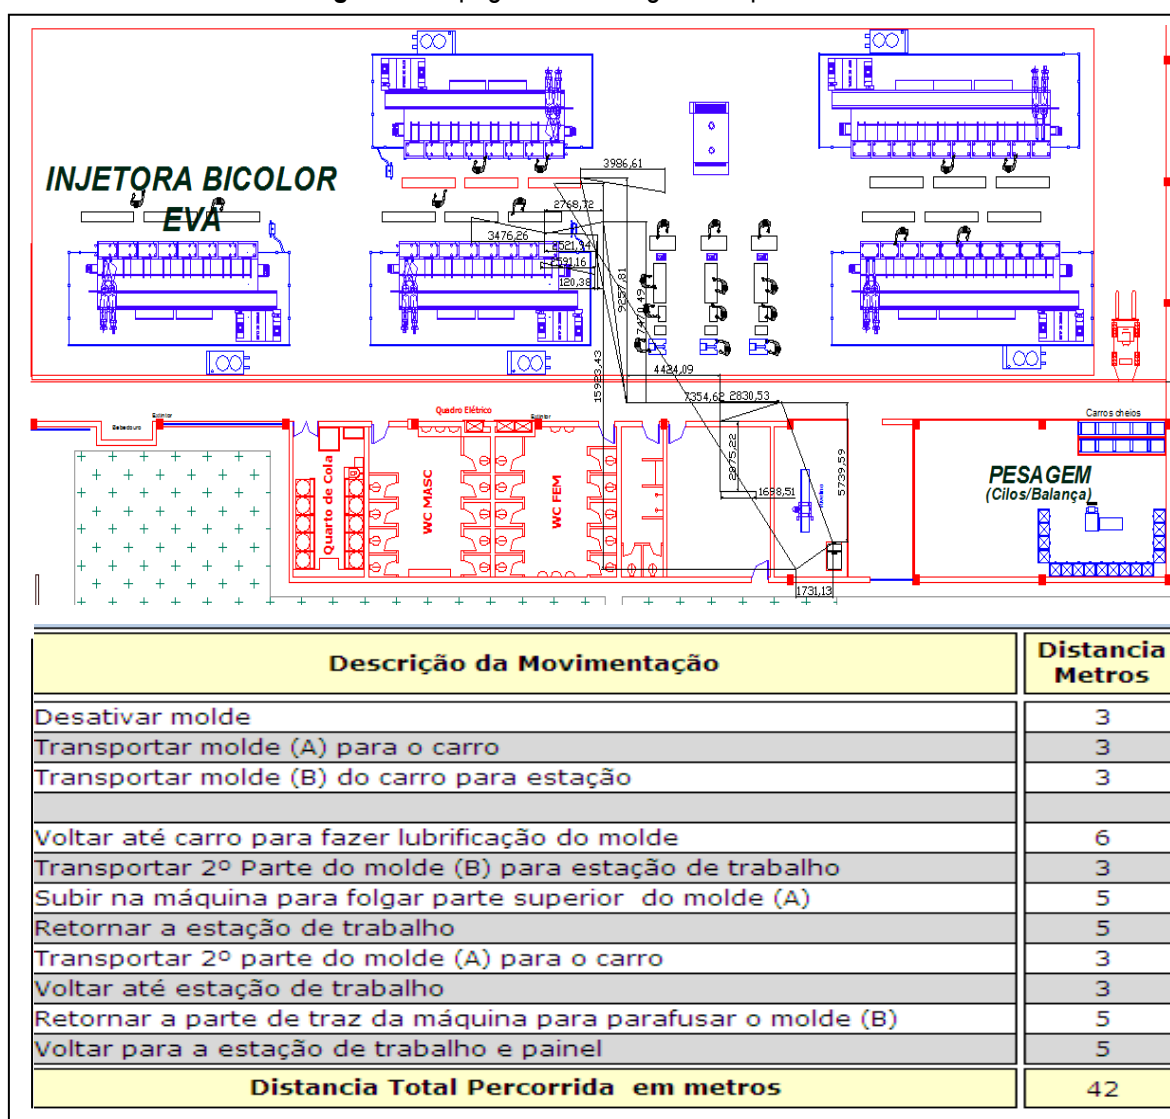 INJETORA BICOLOR
EVA
3986,61
2768,72
3476,26
2521,94
2591,16
120,38
9257,81
7470,49
15923,43
4424,09
7354,62
2830,53
2875,22
1698,51
5739,59
1731,13
Quadro Elétrico
Extintor
Extintor
Bebedouro
Quarto de Cola
WC MASC
WC FEM
Carros cheios
PESAGEM
(Cilos/Balança)
Descrição da Movimentação
Distancia
Metros
Desativar molde 3
Transportar molde (A) para o carro 3
Transportar molde (B) do carro para estação 3
Voltar até carro para fazer lubrificação do molde 6
Transportar 2º Parte do molde (B) para estação de trabalho 3
Subir na máquina para folgar parte superior do molde (A) 5
Retornar a estação de trabalho 5
Transportar 2º parte do molde (A) para o carro 3
Voltar até estação de trabalho 3
Retornar a parte de traz da máquina para parafusar o molde (B) 5
Voltar para a estação de trabalho e painel 5
Distancia Total Percorrida em metros 42